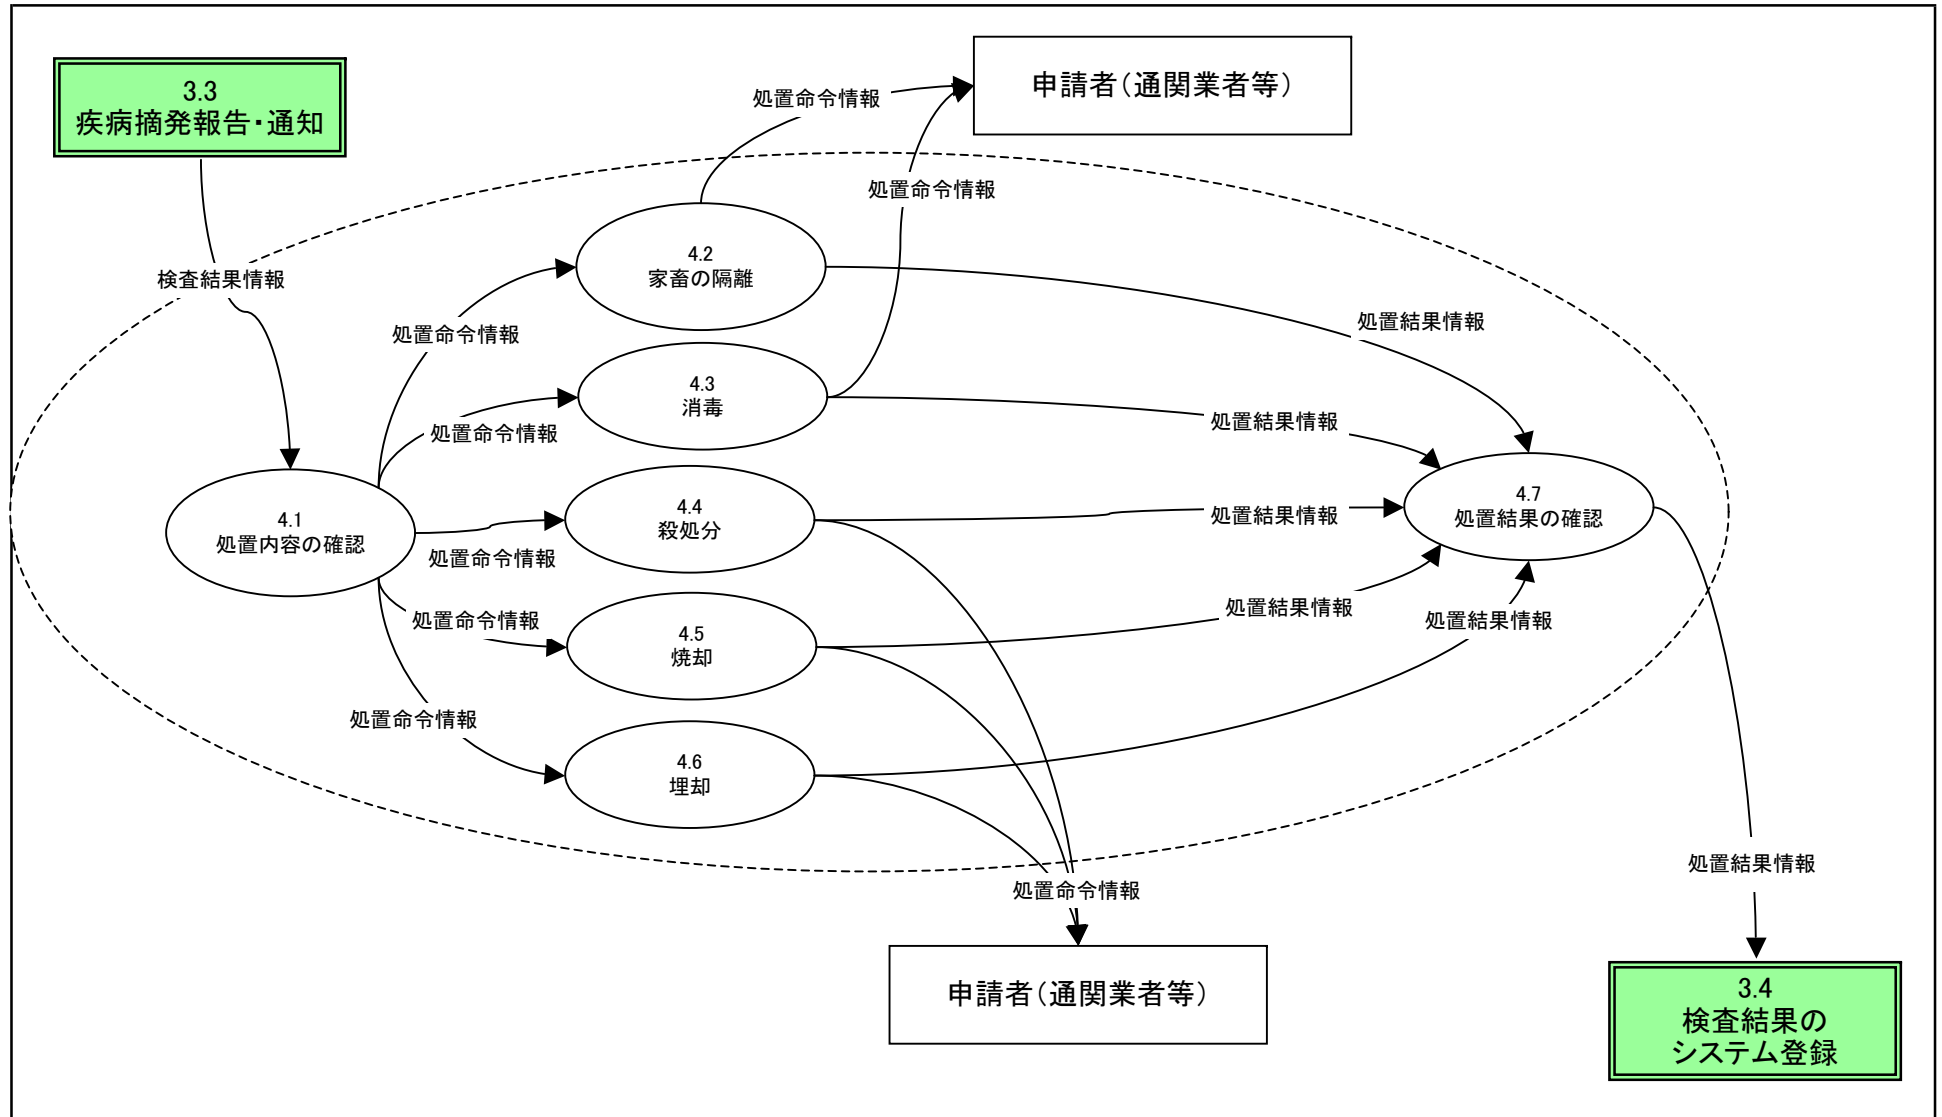 3.3
疾病摘発報告・通知
申請者(通関業者等)
処置命令情報
処置命令情報
検査結果情報
4.2
家畜の隔離
処置命令情報
処置結果情報
4.3
消毒
処置命令情報
処置結果情報
4.1
処置内容の確認
4.4
殺処分
処置命令情報
処置結果情報
4.7
処置結果の確認
4.5
焼却
処置命令情報
処置結果情報
処置結果情報
4.6
埋却
処置命令情報
処置命令情報
処置結果情報
申請者(通関業者等)
3.4
検査結果の
システム登録